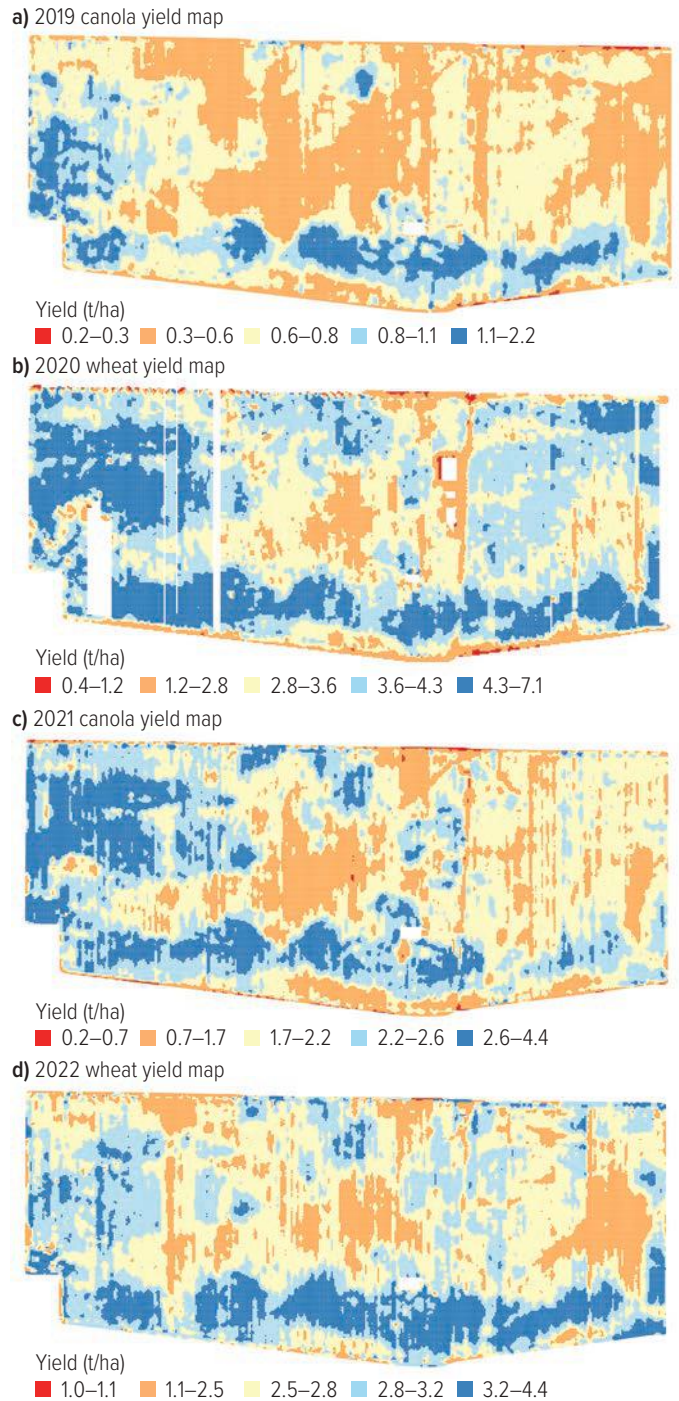 a) 2019 canola yield map
Yield (t/ha)
0.2–0.3 0.3–0.6 0.6–0.8 0.8–1.1 1.1–2.2
b) 2020 wheat yield map
Yield (t/ha)
0.4–1.2 1.2–2.8 2.8–3.6 3.6–4.3 4.3–7.1
c) 2021 canola yield map
Yield (t/ha)
0.2–0.7 0.7–1.7 1.7–2.2 2.2–2.6 2.6–4.4
d) 2022 wheat yield map
Yield (t/ha)
1.0–1.1 1.1–2.5 2.5–2.8 2.8–3.2 3.2–4.4